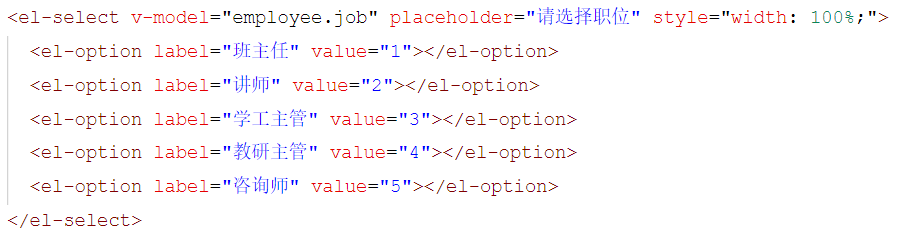 <el-select v-model="employee.job" placeholder="请选择职位" style="width: 100%;">
<el-option label="班主任" value="1"></el-option>
<el-option label="讲师" value="2"></el-option>
<el-option label="学工主管" value="3"></el-option>
<el-option label="教研主管" value="4"></el-option>
<el-option label="咨询师" value="5"></el-option>
</el-select>